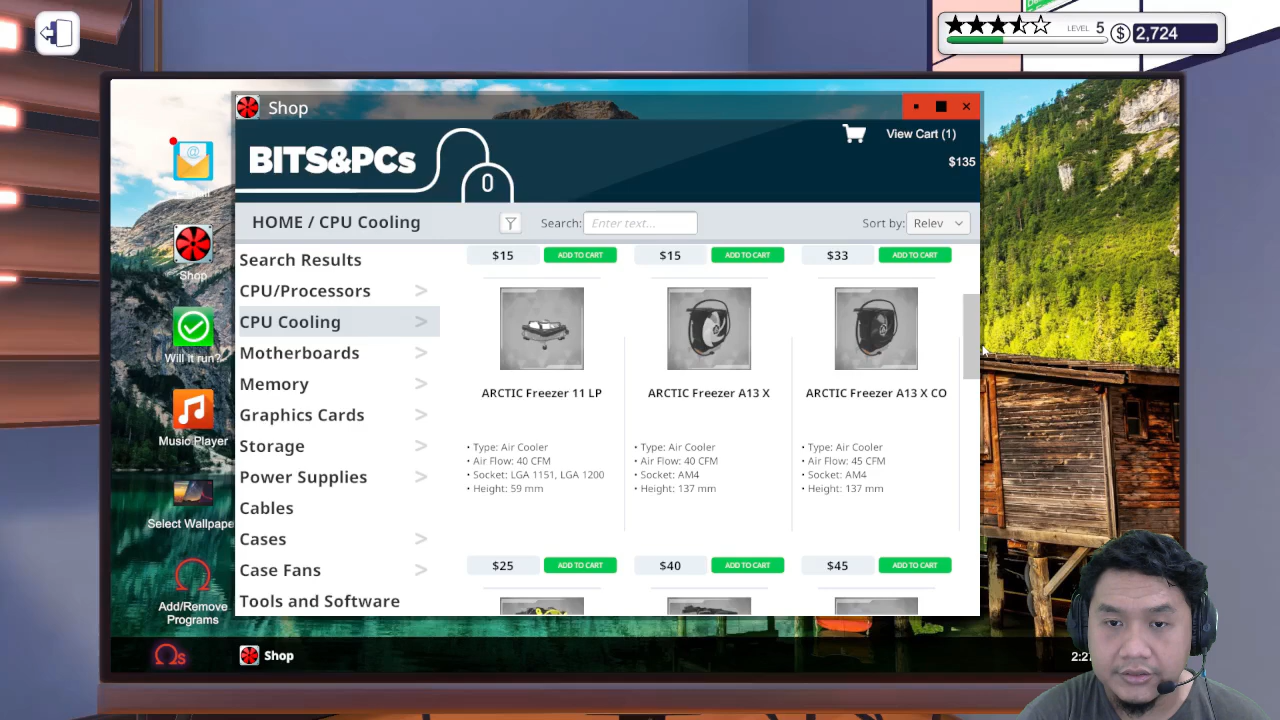 LEVEL 5 $ 2,724
Shop
BITS&PCs
0
View Cart (1)
$135
HOME / CPU Cooling
Search: Enter text...
Sort by: Relev
Search Results
CPU/Processors >
CPU Cooling >
Motherboards >
Memory >
Graphics Cards >
Storage >
Power Supplies >
Cables
Cases >
Case Fans >
Tools and Software
$15 ADD TO CART $15 ADD TO CART $33 ADD TO CART
ARCTIC Freezer 11 LP
• Type: Air Cooler
• Air Flow: 40 CFM
• Socket: LGA 1151, LGA 1200
• Height: 59 mm
$25 ADD TO CART
ARCTIC Freezer A13 X
• Type: Air Cooler
• Air Flow: 40 CFM
• Socket: AM4
• Height: 137 mm
$40 ADD TO CART
ARCTIC Freezer A13 X CO
• Type: Air Cooler
• Air Flow: 45 CFM
• Socket: AM4
• Height: 137 mm
$45 ADD TO CART
@
Shop
Will it run?
Music Player
Select Wallpape
Add/Remove
Programs
Ωs
Shop
2:2